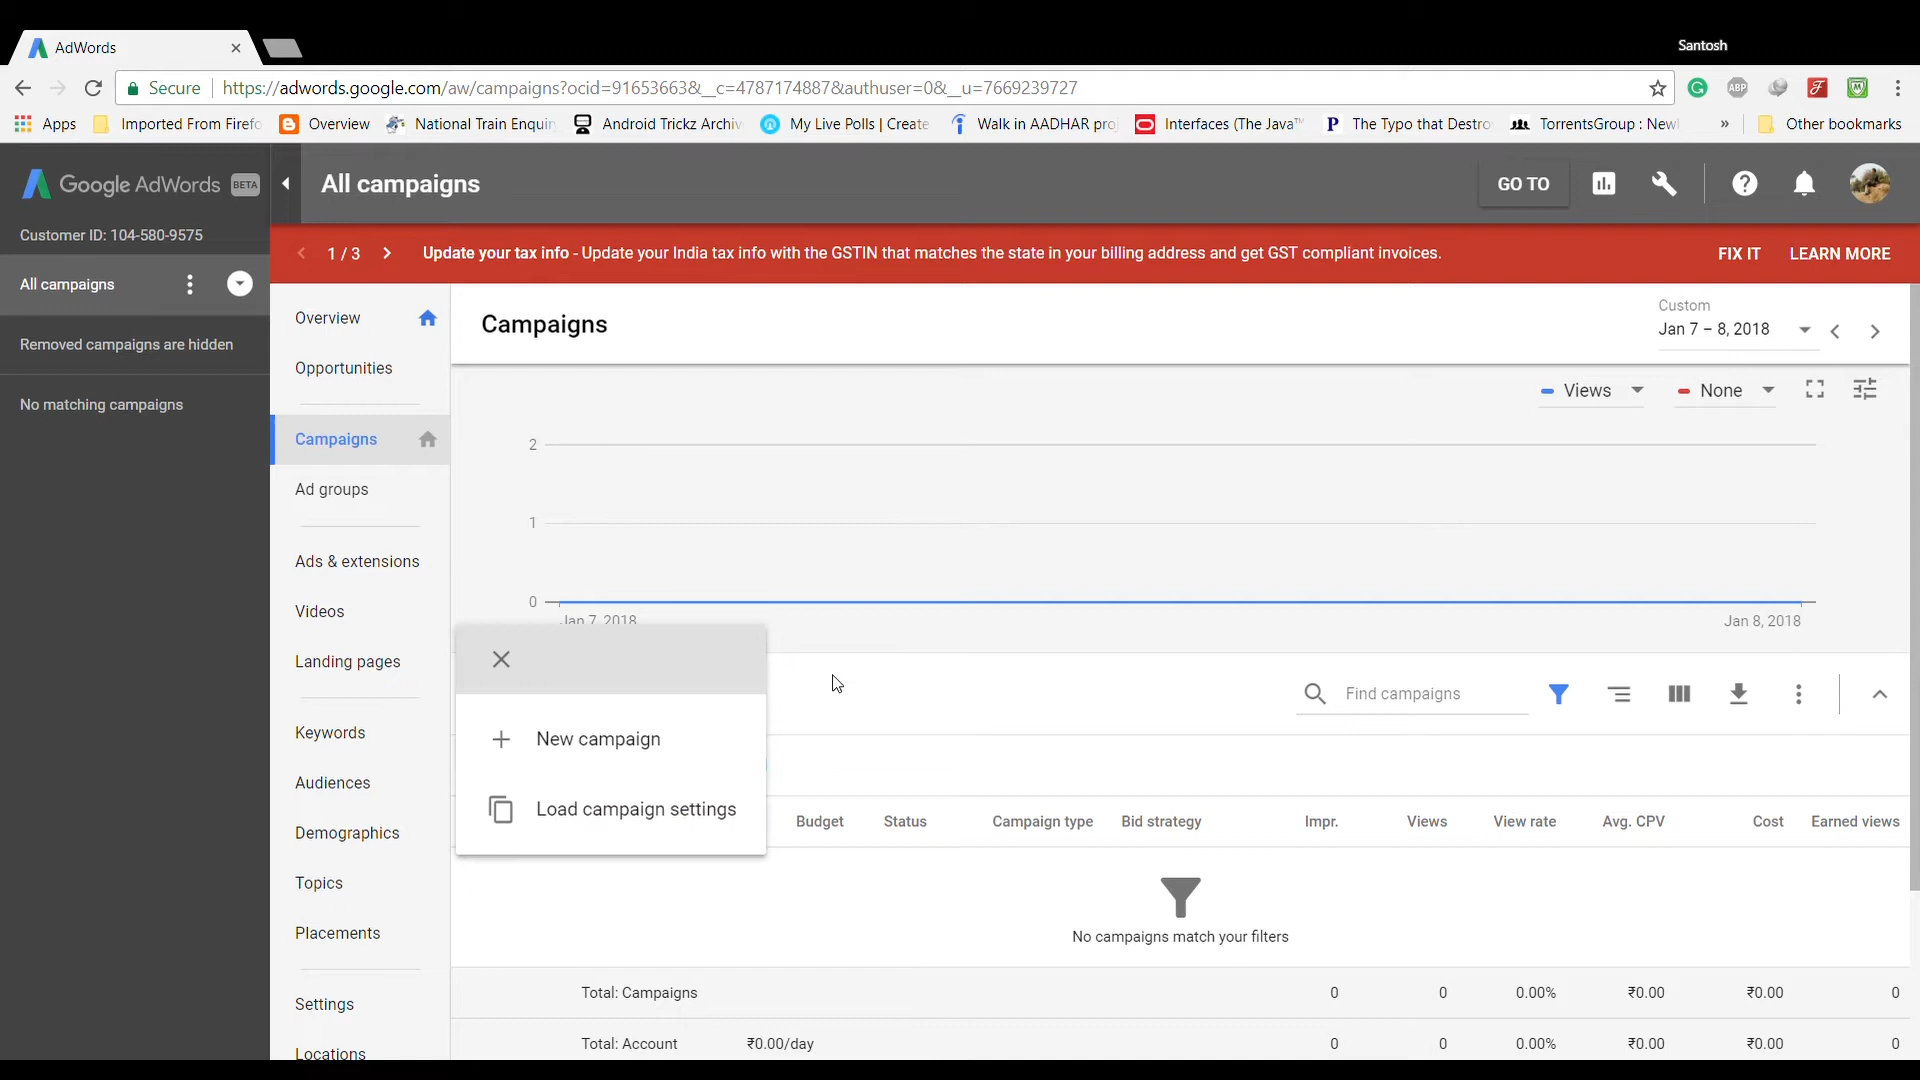 AdWords
Santosh
Secure
https://adwords.google.com/aw/campaigns?ocid=91653663&__c=4787174887&authuser=0&__u=7669239727
Apps
Imported From Firefo
Overview
National Train Enquiry
Android Trickz Archiv
My Live Polls | Create
Walk in AADHAR pro
Interfaces (The Java™
The Typo that Destro
TorrentsGroup : New
»
Other bookmarks
Google AdWords BETA
All campaigns
GO TO
Customer ID: 104-580-9575
1 / 3
Update your tax info - Update your India tax info with the GSTIN that matches the state in your billing address and get GST compliant invoices.
FIX IT
LEARN MORE
All campaigns
Removed campaigns are hidden
No matching campaigns
Overview
Opportunities
Campaigns
Ad groups
Ads & extensions
Videos
Landing pages
Keywords
Audiences
Demographics
Topics
Placements
Settings
Locations
Campaigns
Custom
Jan 7 – 8, 2018
Views
None
2
1
0
Jan 7, 2018
Jan 8, 2018
New campaign
Load campaign settings
Find campaigns
Budget
Status
Campaign type
Bid strategy
Impr.
Views
View rate
Avg. CPV
Cost
Earned views
No campaigns match your filters
Total: Campaigns
0
0
0.00%
₹0.00
₹0.00
0
Total: Account
₹0.00/day
0
0
0.00%
₹0.00
₹0.00
0